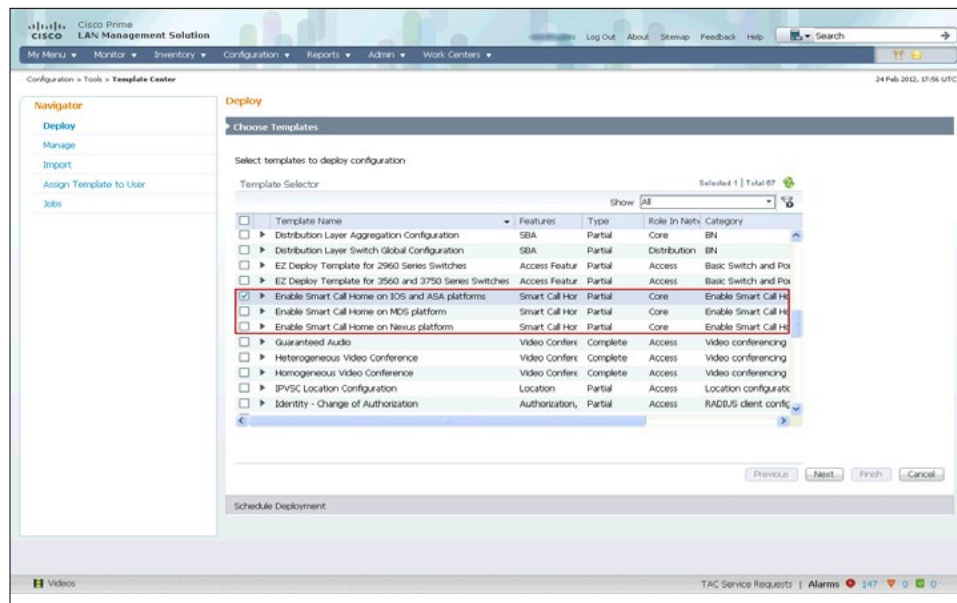 Cisco Prime
CISCO LAN Management Solution
Log Out About Sitemap Feedback Help Search
My Menu Monitor Inventory Configuration Reports Admin Work Centers
Configuration > Tools > Template Center
24 Feb 2012, 17:56 UTC
Navigator
Deploy
Manage
Import
Assign Template to User
Jobs
Deploy
Choose Templates
Select templates to deploy configuration
Template Selector
Selected 1 | Total 67
Show All
Template Name Features Type Role In Netv Category
Distribution Layer Aggregation Configuration SBA Partial Core BN
Distribution Layer Switch Global Configuration SBA Partial Distribution BN
EZ Deploy Template for 2960 Series Switches Access Featur Partial Access Basic Switch and Por
EZ Deploy Template for 3560 and 3750 Series Switches Access Featur Partial Access Basic Switch and Por
Enable Smart Call Home on IOS and ASA platforms Smart Call Hor Partial Core Enable Smart Call Ho
Enable Smart Call Home on MDS platform Smart Call Hor Partial Core Enable Smart Call Ho
Enable Smart Call Home on Nexus platform Smart Call Hor Partial Core Enable Smart Call Ho
Guaranteed Audio Video Confere Complete Access Video conferencing
Heterogeneous Video Conference Video Confere Complete Access Video conferencing
Homogeneous Video Conference Video Confere Complete Access Video conferencing
IPVSC Location Configuration Location Partial Access Location configuratic
Identity - Change of Authorization Authorization, Partial Access RADIUS client config
Previous Next Finish Cancel
Schedule Deployment
Videos
TAC Service Requests | Alarms 147 0 0